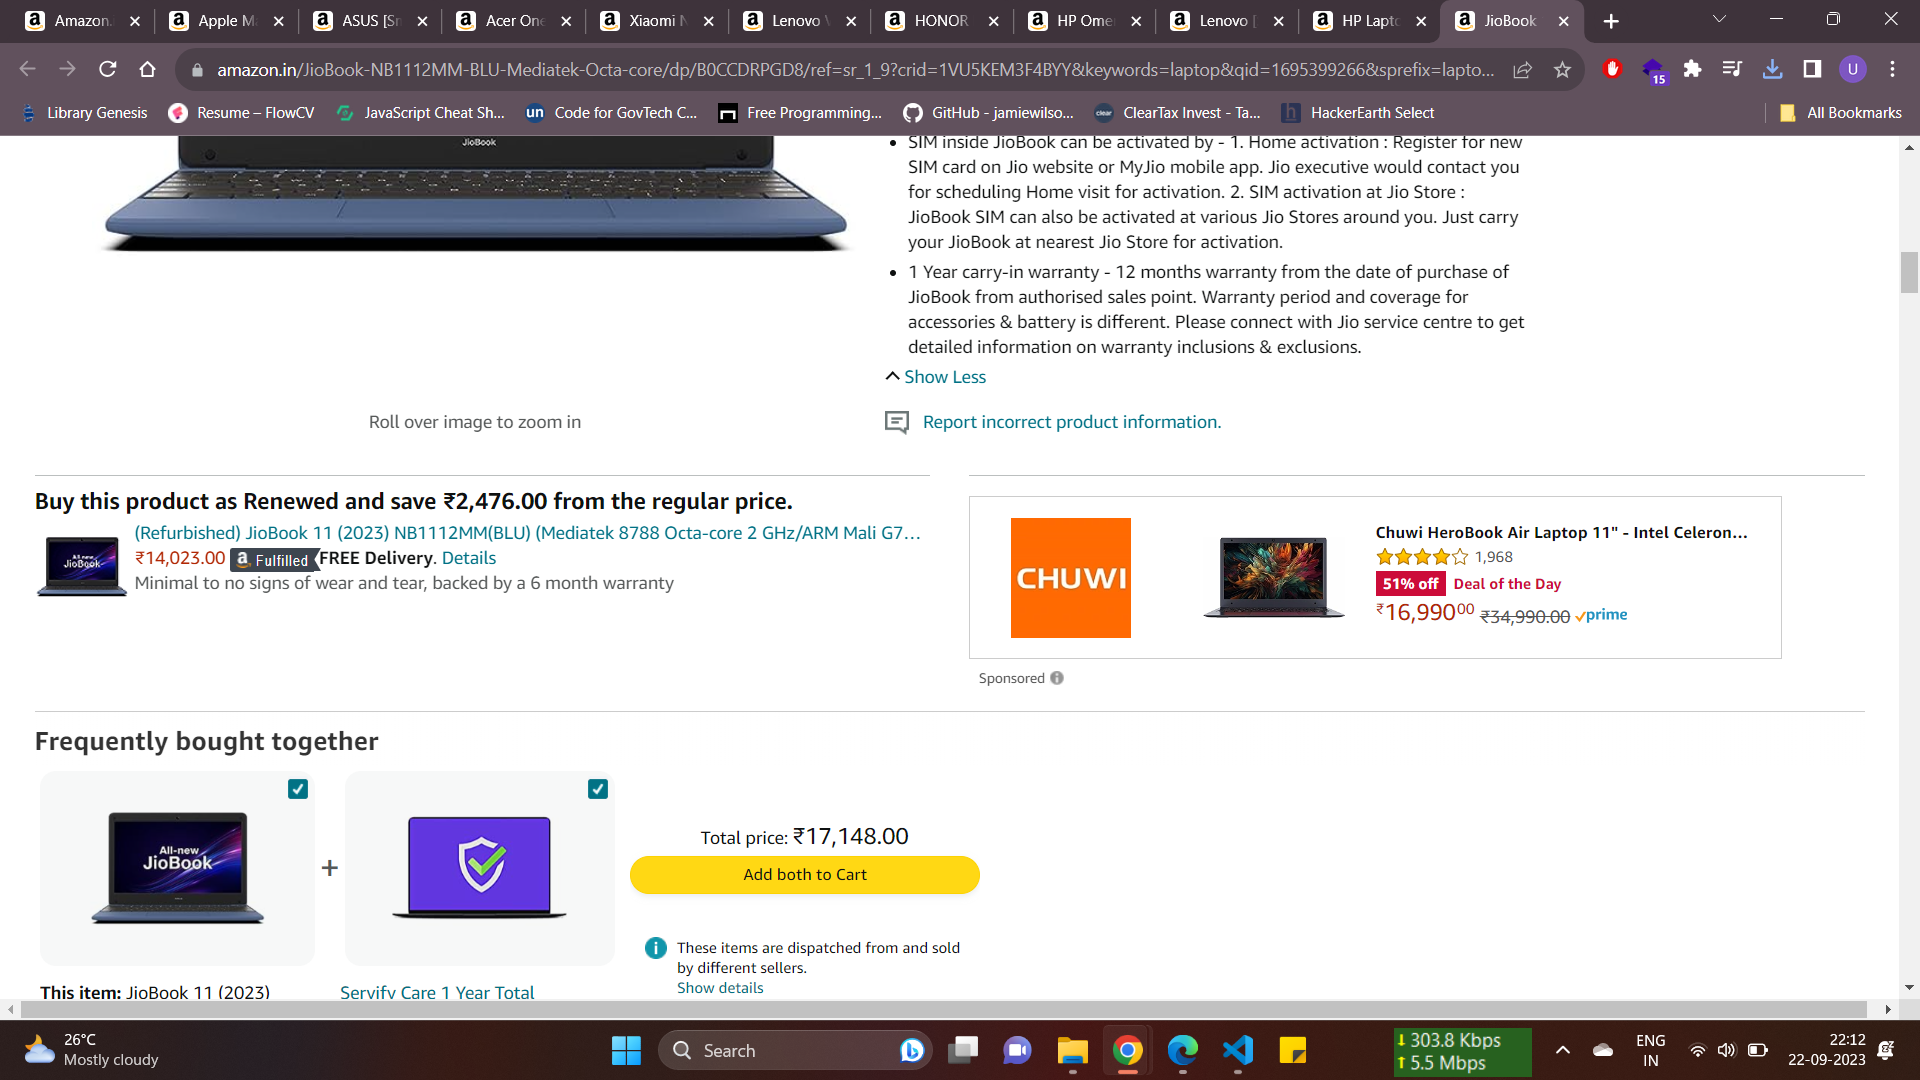 Amazon.
Apple Ma
ASUS [Sm
Acer One
Xiaomi N
Lenovo V
HONOR
HP Ome
Lenovo [
HP Lapto
JioBook
amazon.in/JioBook-NB1112MM-BLU-Mediatek-Octa-core/dp/B0CCDRPGD8/ref=sr_1_9?crid=1VU5KEM3F4BYY&keywords=laptop&qid=1695399266&sprefix=lapto...
15
U
Library Genesis
Resume – FlowCV
JavaScript Cheat Sh...
un Code for GovTech C...
Free Programming...
GitHub - jamiewilso...
clear ClearTax Invest - Ta...
h HackerEarth Select
All Bookmarks
JioBook
SIM inside JioBook can be activated by - 1. Home activation : Register for new
SIM card on Jio website or MyJio mobile app. Jio executive would contact you
for scheduling Home visit for activation. 2. SIM activation at Jio Store :
JioBook SIM can also be activated at various Jio Stores around you. Just carry
your JioBook at nearest Jio Store for activation.
1 Year carry-in warranty - 12 months warranty from the date of purchase of
JioBook from authorised sales point. Warranty period and coverage for
accessories & battery is different. Please connect with Jio service centre to get
detailed information on warranty inclusions & exclusions.
Show Less
Roll over image to zoom in
Report incorrect product information.
Buy this product as Renewed and save ₹2,476.00 from the regular price.
(Refurbished) JioBook 11 (2023) NB1112MM(BLU) (Mediatek 8788 Octa-core 2 GHz/ARM Mali G7...
₹14,023.00 a Fulfilled FREE Delivery. Details
Minimal to no signs of wear and tear, backed by a 6 month warranty
All-new
JioBook
CHUWI
Chuwi HeroBook Air Laptop 11" - Intel Celeron...
1,968
51% off Deal of the Day
₹16,990⁰⁰ ₹34,990.00 prime
Sponsored
Frequently bought together
All-new
JioBook
+
Total price: ₹17,148.00
Add both to Cart
These items are dispatched from and sold
by different sellers.
Show details
This item: JioBook 11 (2023)
Servify Care 1 Year Total
26°C
Mostly cloudy
Search
303.8 Kbps
5.5 Mbps
ENG
IN
22:12
22-09-2023